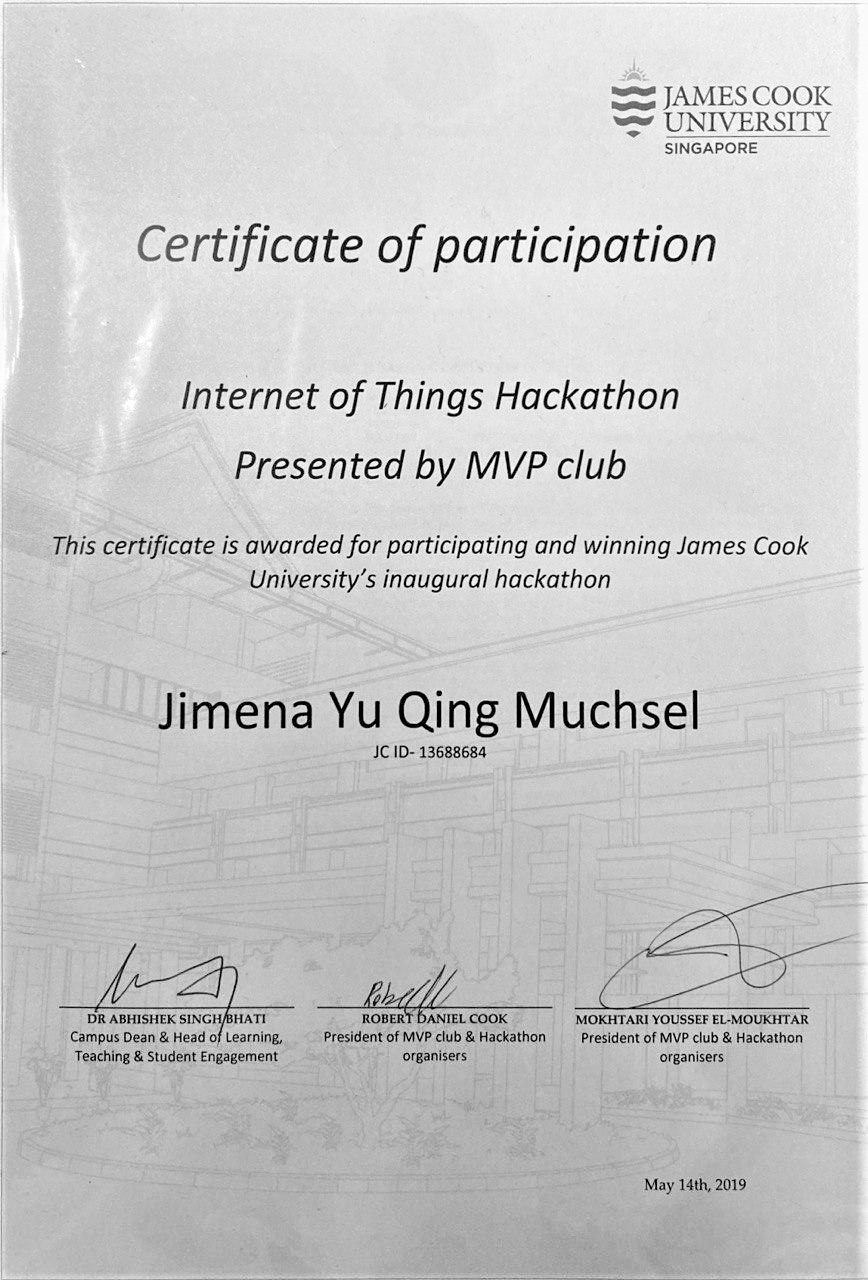 JAMES COOK
UNIVERSITY
SINGAPORE
Certificate of participation
Internet of Things Hackathon
Presented by MVP club
This certificate is awarded for participating and winning James Cook
University's inaugural hackathon
Jimena Yu Qing Muchsel
JC ID- 13688684
DR ABHISHEK SINGH BHATI
Campus Dean & Head of Learning,
Teaching & Student Engagement
ROBERT DANIEL COOK
President of MVP club & Hackathon
organisers
MOKHTARI YOUSSEF EL-MOUKHTAR
President of MVP club & Hackathon
organisers
May 14th, 2019